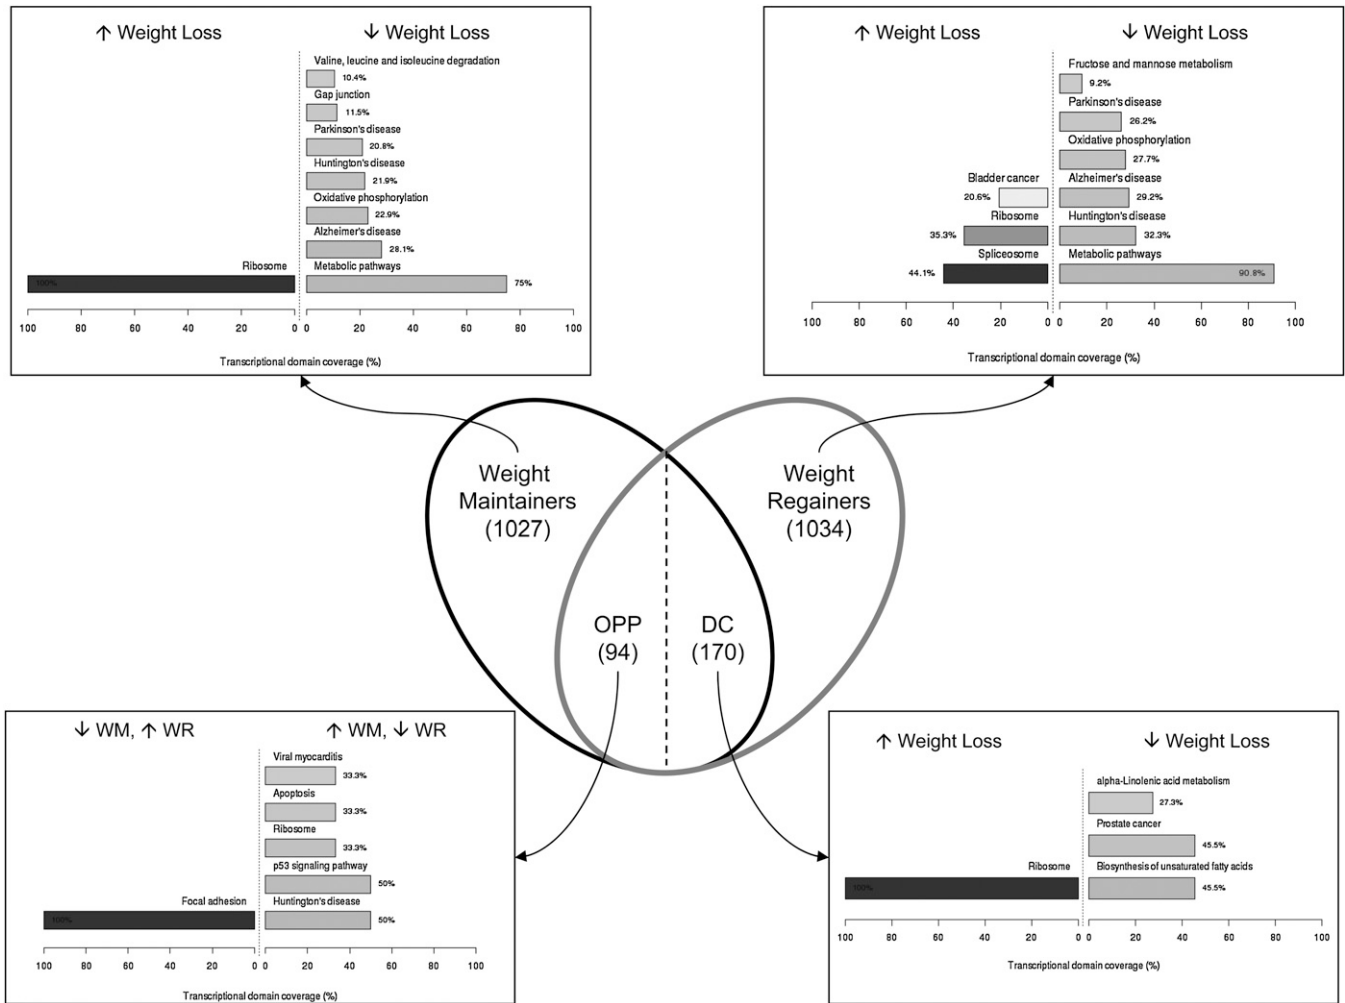 ↑ Weight Loss ↓ Weight Loss
Valine, leucine and isoleucine degradation
10.4%
Gap junction
11.5%
Parkinson's disease
20.8%
Huntington's disease
21.9%
Oxidative phosphorylation
22.9%
Alzheimer's disease
28.1%
Ribosome Metabolic pathways
100% 75%
100 80 60 40 20 0 0 20 40 60 80 100
Transcriptional domain coverage (%)
↑ Weight Loss ↓ Weight Loss
Fructose and mannose metabolism
9.2%
Parkinson's disease
26.2%
Oxidative phosphorylation
27.7%
Bladder cancer Alzheimer's disease
20.6% 29.2%
Ribosome Huntington's disease
35.3% 32.3%
Spliceosome Metabolic pathways
44.1% 90.8%
100 80 60 40 20 0 0 20 40 60 80 100
Transcriptional domain coverage (%)
Weight
Maintainers
(1027)
Weight
Regainers
(1034)
OPP
(94)
DC
(170)
↓ WM, ↑ WR ↑ WM, ↓ WR
Viral myocarditis
33.3%
Apoptosis
33.3%
Ribosome
33.3%
p53 signaling pathway
50%
Focal adhesion Huntington's disease
100% 50%
100 80 60 40 20 0 0 20 40 60 80 100
Transcriptional domain coverage (%)
↑ Weight Loss ↓ Weight Loss
alpha-Linolenic acid metabolism
27.3%
Prostate cancer
45.5%
Ribosome Biosynthesis of unsaturated fatty acids
100% 45.5%
100 80 60 40 20 0 0 20 40 60 80 100
Transcriptional domain coverage (%)